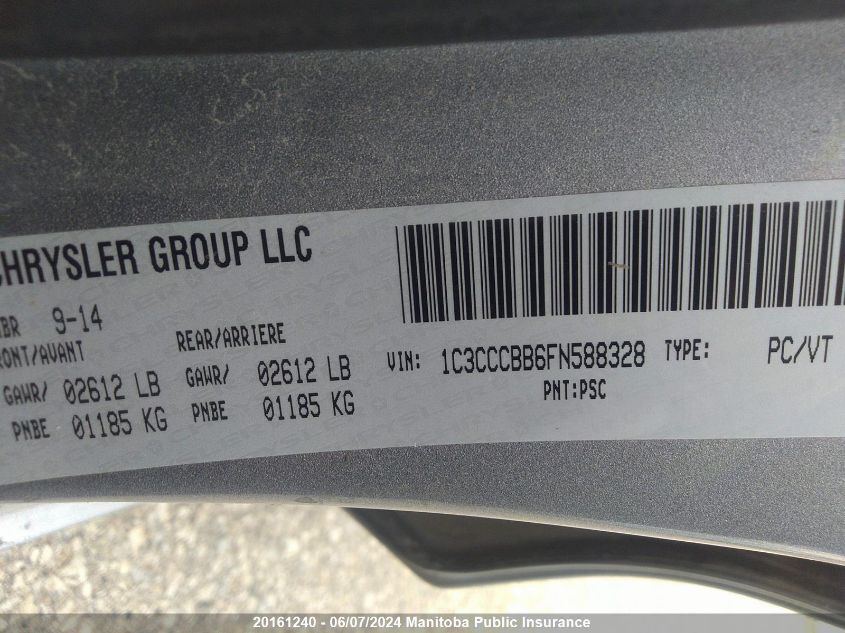 CHRYSLER GROUP LLC
9-14
FRONT/AVANT REAR/ARRIERE
GAWR/ 02612 LB GAWR/ 02612 LB
PNBE 01185 KG PNBE 01185 KG
VIN: 1C3CCCBB6FN588328 TYPE: PC/VT
PNT:PSC
20161240 - 06/07/2024 Manitoba Public Insurance